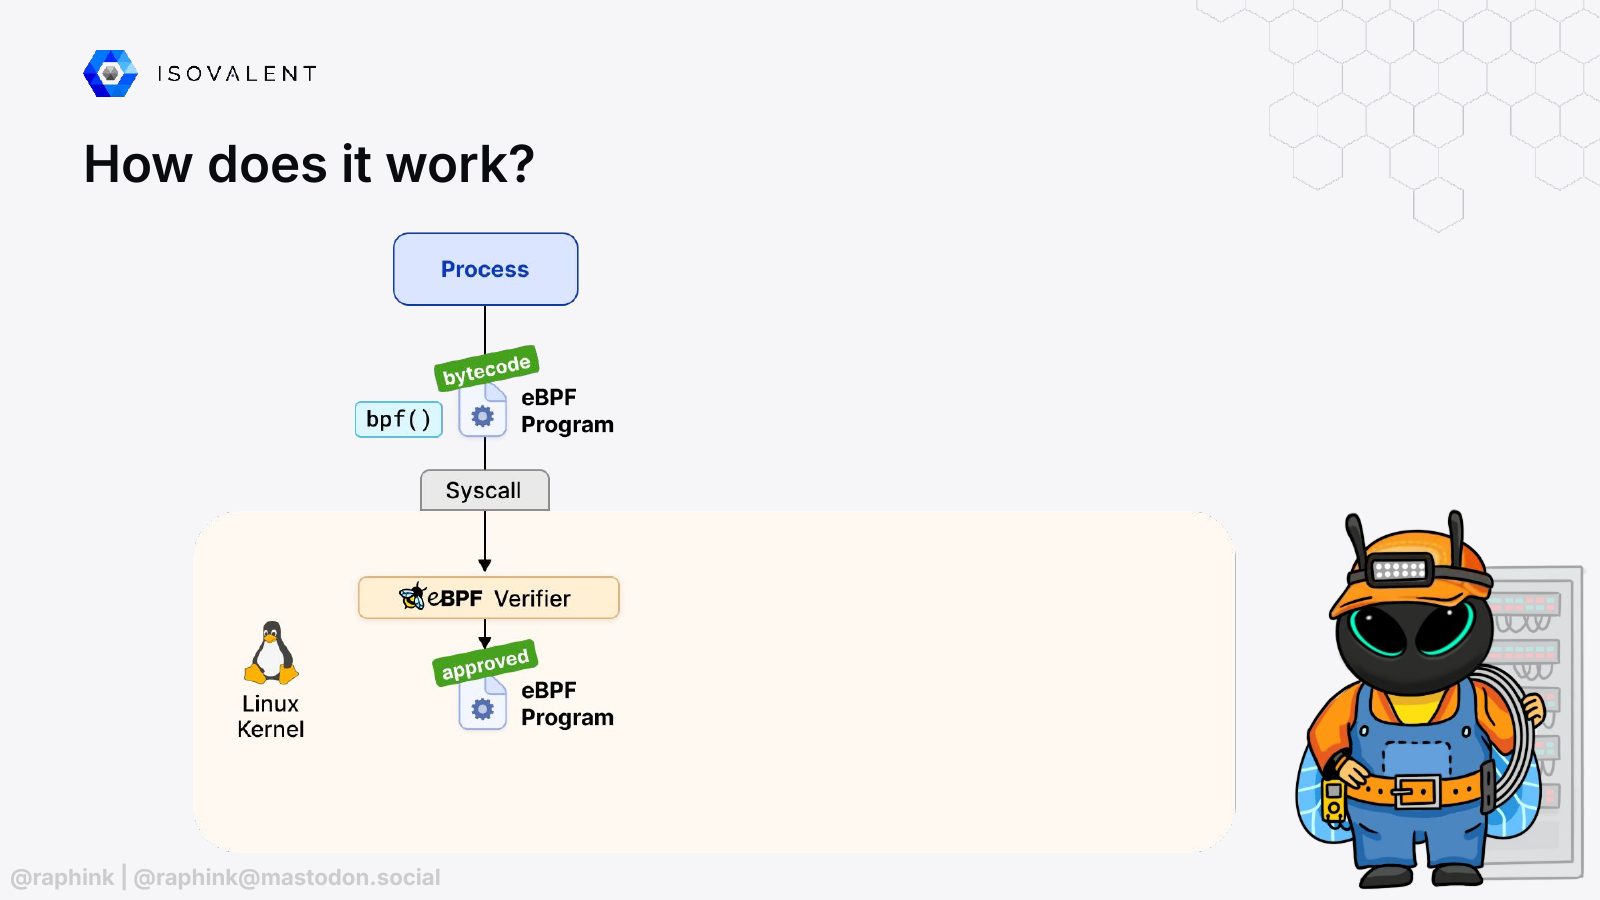 ISOVALENT
How does it work?
Process
bytecode
eBPF
Program
bpf()
Syscall
eBPF Verifier
approved
eBPF
Program
Linux
Kernel
@raphink | @raphink@mastodon.social